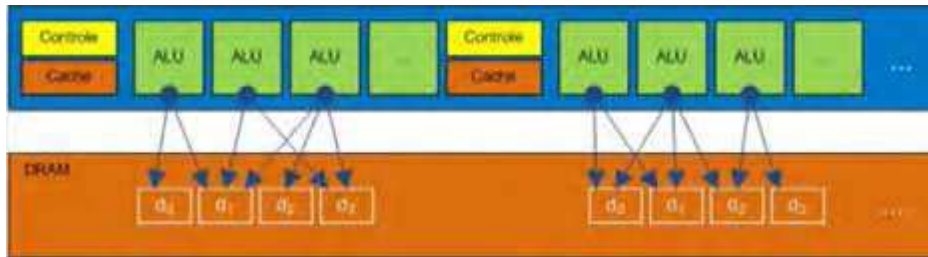 Controle
Cache
ALU
ALU
ALU
...
Controle
Cache
ALU
ALU
ALU
...
...
DRAM
d₀
d₁
d₂
d₃
d₀
d₁
d₂
d₃
....